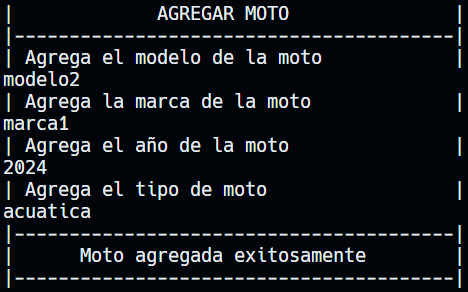 |             AGREGAR MOTO               |
|----------------------------------------|
| Agrega el modelo de la moto            |
modelo2
| Agrega la marca de la moto             |
marca1
| Agrega el año de la moto               |
2024
| Agrega el tipo de moto                 |
acuatica
|----------------------------------------|
|      Moto agregada exitosamente        |
|----------------------------------------|